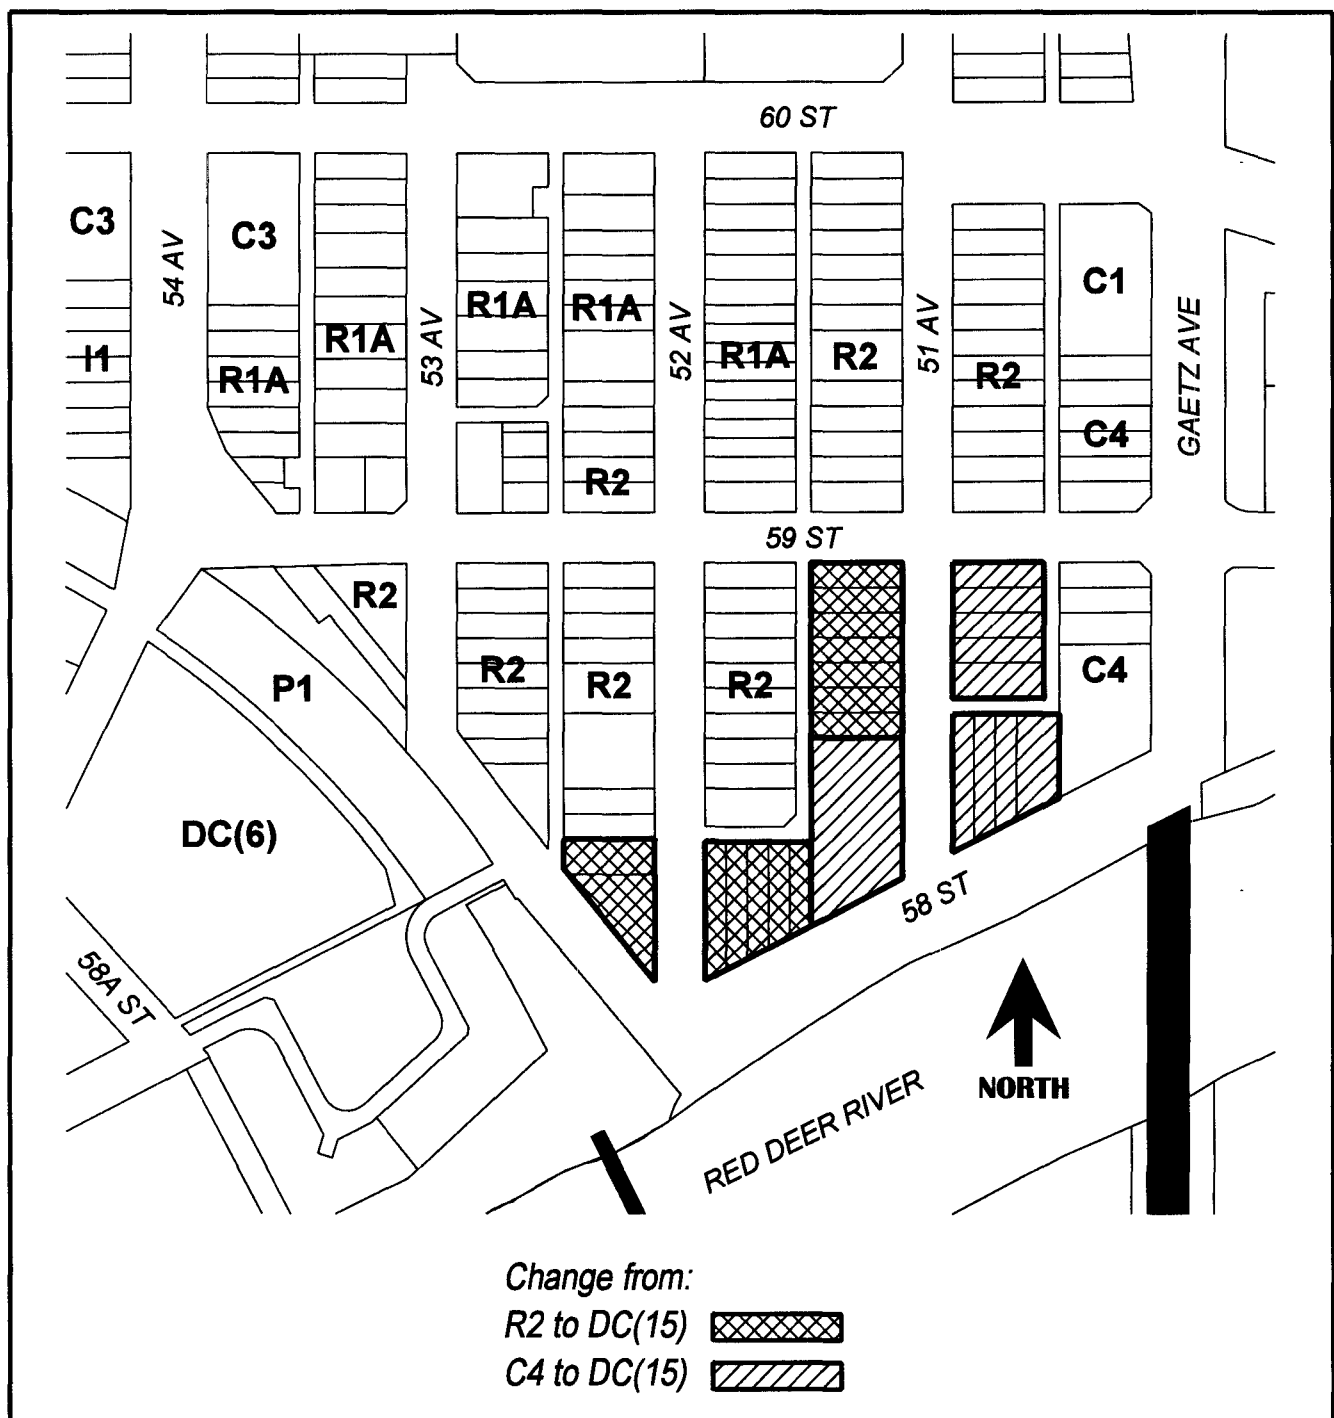 60 ST
C3
C3
54 AV
R1A
53 AV
R1A
R1A
52 AV
R1A
R2
51 AV
R2
C1
GAETZ AVE
I1
R1A
C4
R2
59 ST
R2
P1
R2
R2
R2
C4
DC(6)
58 ST
58A ST
NORTH
RED DEER RIVER
Change from:
R2 to DC(15)
C4 to DC(15)